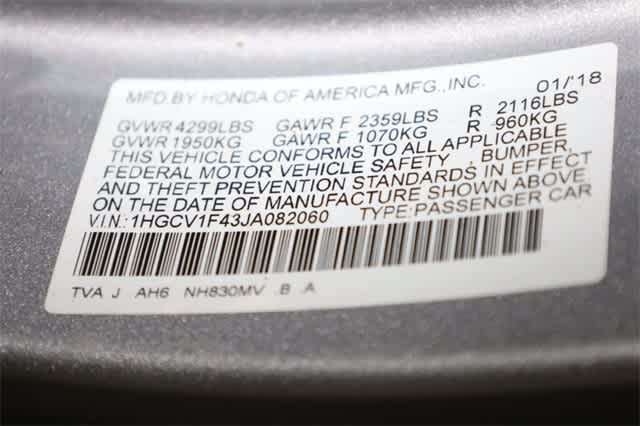 MFD.BY HONDA OF AMERICA MFG.,INC. 01/'18
GVWR 4299LBS GAWR F 2359LBS R 2116LBS
GVWR 1950KG GAWR F 1070KG R 960KG
THIS VEHICLE CONFORMS TO ALL APPLICABLE
FEDERAL MOTOR VEHICLE SAFETY , BUMPER,
AND THEFT PREVENTION STANDARDS IN EFFECT
ON THE DATE OF MANUFACTURE SHOWN ABOVE.
V.I.N.: 1HGCV1F43JA082060 TYPE:PASSENGER CAR
TVA J AH6 NH830MV B A